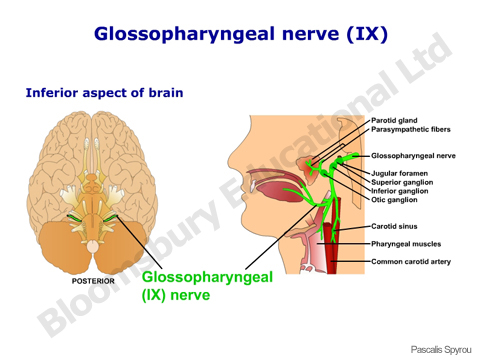 Glossopharyngeal nerve (IX)
Inferior aspect of brain
Parotid gland
Parasympathetic fibers
Glossopharyngeal nerve
Jugular foramen
Superior ganglion
Inferior ganglion
Otic ganglion
Carotid sinus
Pharyngeal muscles
Common carotid artery
POSTERIOR
Glossopharyngeal
(IX) nerve
Bloomsbury Educational Ltd
Pascalis Spyrou